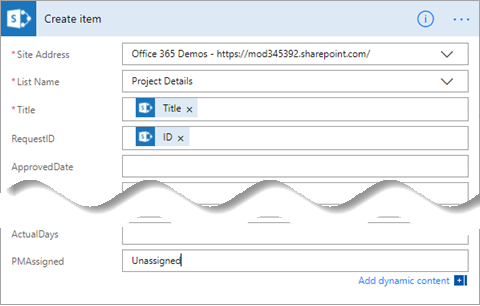 Create item
* Site Address Office 365 Demos - https://mod345392.sharepoint.com/
* List Name Project Details
* Title Title x
RequestID ID x
ApprovedDate
ActualDays
PMAssigned Unassigned
Add dynamic content